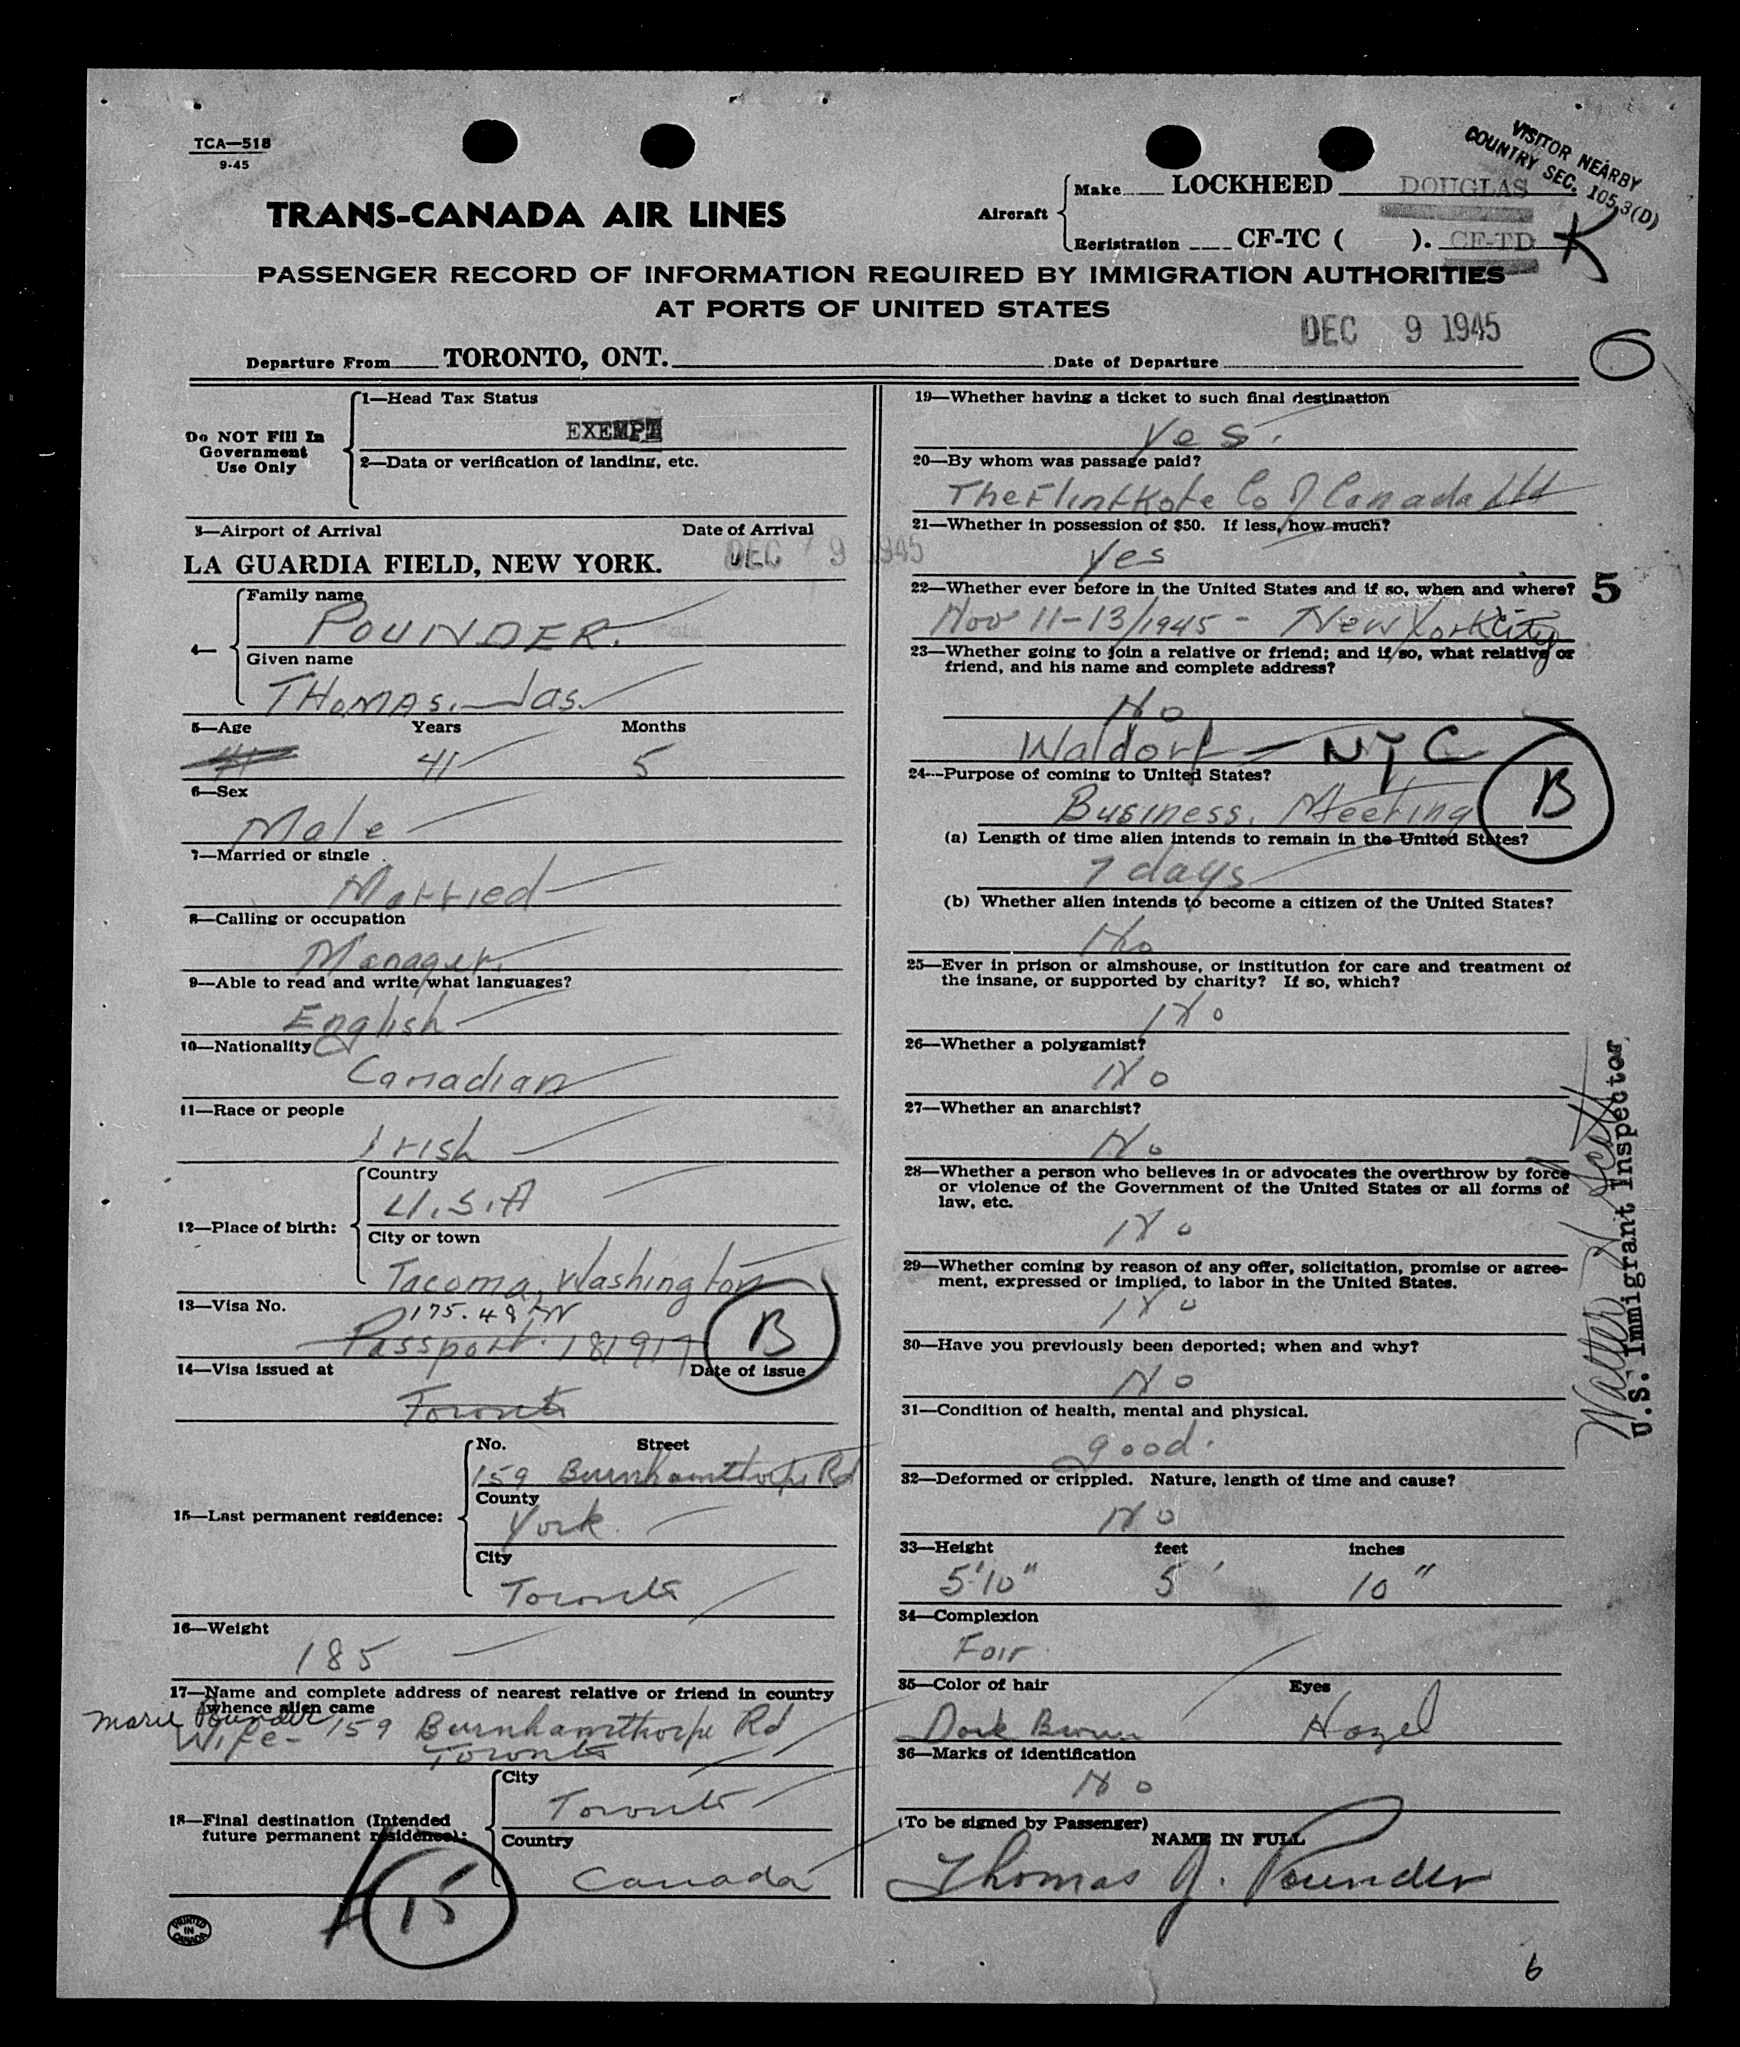 TCA—518
9-45
VISITOR NEARBY
COUNTRY SEC. 105.3(D)
TRANS-CANADA AIR LINES
Aircraft
Make LOCKHEED DOUGLAS
Registration CF-TC ( ). CF-TD K
PASSENGER RECORD OF INFORMATION REQUIRED BY IMMIGRATION AUTHORITIES
AT PORTS OF UNITED STATES
DEC 9 1945
6
Departure From TORONTO, ONT. Date of Departure
Do NOT Fill In
Government
Use Only
1—Head Tax Status
EXEMPT
2—Data or verification of landing, etc.
3—Airport of Arrival Date of Arrival
LA GUARDIA FIELD, NEW YORK. DEC 9 1945
4—
Family name
POUNDER.
Given name
THOMAS. Jas.
5—Age Years Months
41 41 5
6—Sex
Male
7—Married or single
Married
8—Calling or occupation
Manager.
9—Able to read and write what languages?
English
10—Nationality
Canadian
11—Race or people
Irish
12—Place of birth:
Country
U.S.A
City or town
Tacoma, Washington
13—Visa No.
175.48
Passport. 181917
B
14—Visa issued at Date of issue
Toronto
15—Last permanent residence:
No. Street
159 Burnhamthorpe Rd
County
York
City
Toronto
16—Weight
185
17—Name and complete address of nearest relative or friend in country
whence alien came
Marie Pounder
Wife- 159 Burnhamthorpe Rd
Toronto
18—Final destination (Intended
future permanent residence):
City
Toronto
Country
Canada
15
PRINTED
IN
CANADA
19—Whether having a ticket to such final destination
Yes.
20—By whom was passage paid?
The Flintkote Co of Canada Ltd
21—Whether in possession of $50. If less, how much?
Yes
22—Whether ever before in the United States and if so, when and where?
5
Nov 11-13/1945 - New York City
23—Whether going to join a relative or friend; and if so, what relative or
friend, and his name and complete address?
No
Waldorf - NYC
24—Purpose of coming to United States?
Business. Meeting
B
(a) Length of time alien intends to remain in the United States?
7 days
(b) Whether alien intends to become a citizen of the United States?
No
25—Ever in prison or almshouse, or institution for care and treatment of
the insane, or supported by charity? If so, which?
No
26—Whether a polygamist?
No
27—Whether an anarchist?
No
28—Whether a person who believes in or advocates the overthrow by force
or violence of the Government of the United States or all forms of
law, etc.
No
29—Whether coming by reason of any offer, solicitation, promise or agree-
ment, expressed or implied, to labor in the United States.
No
30—Have you previously been deported; when and why?
No
31—Condition of health, mental and physical.
good.
32—Deformed or crippled. Nature, length of time and cause?
No
33—Height feet inches
5'10" 5' 10"
34—Complexion
Fair
35—Color of hair Eyes
Dark Brown Hazel
36—Marks of identification
No
(To be signed by Passenger)
NAME IN FULL
Thomas J. Pounder
Walter Scott
U.S. Immigrant Inspector
6